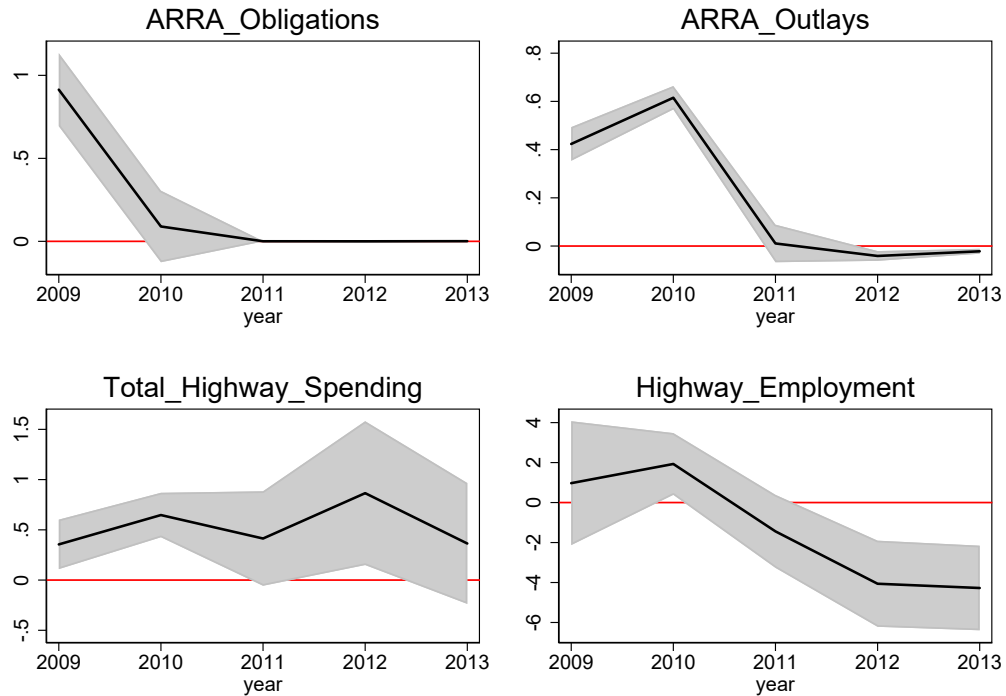 ARRA_Obligations
1
.5
0
2009 2010 2011 2012 2013
year
ARRA_Outlays
.8
.6
.4
.2
0
2009 2010 2011 2012 2013
year
Total_Highway_Spending
1.5
1
.5
0
-.5
2009 2010 2011 2012 2013
year
Highway_Employment
4
2
0
-2
-4
-6
2009 2010 2011 2012 2013
year